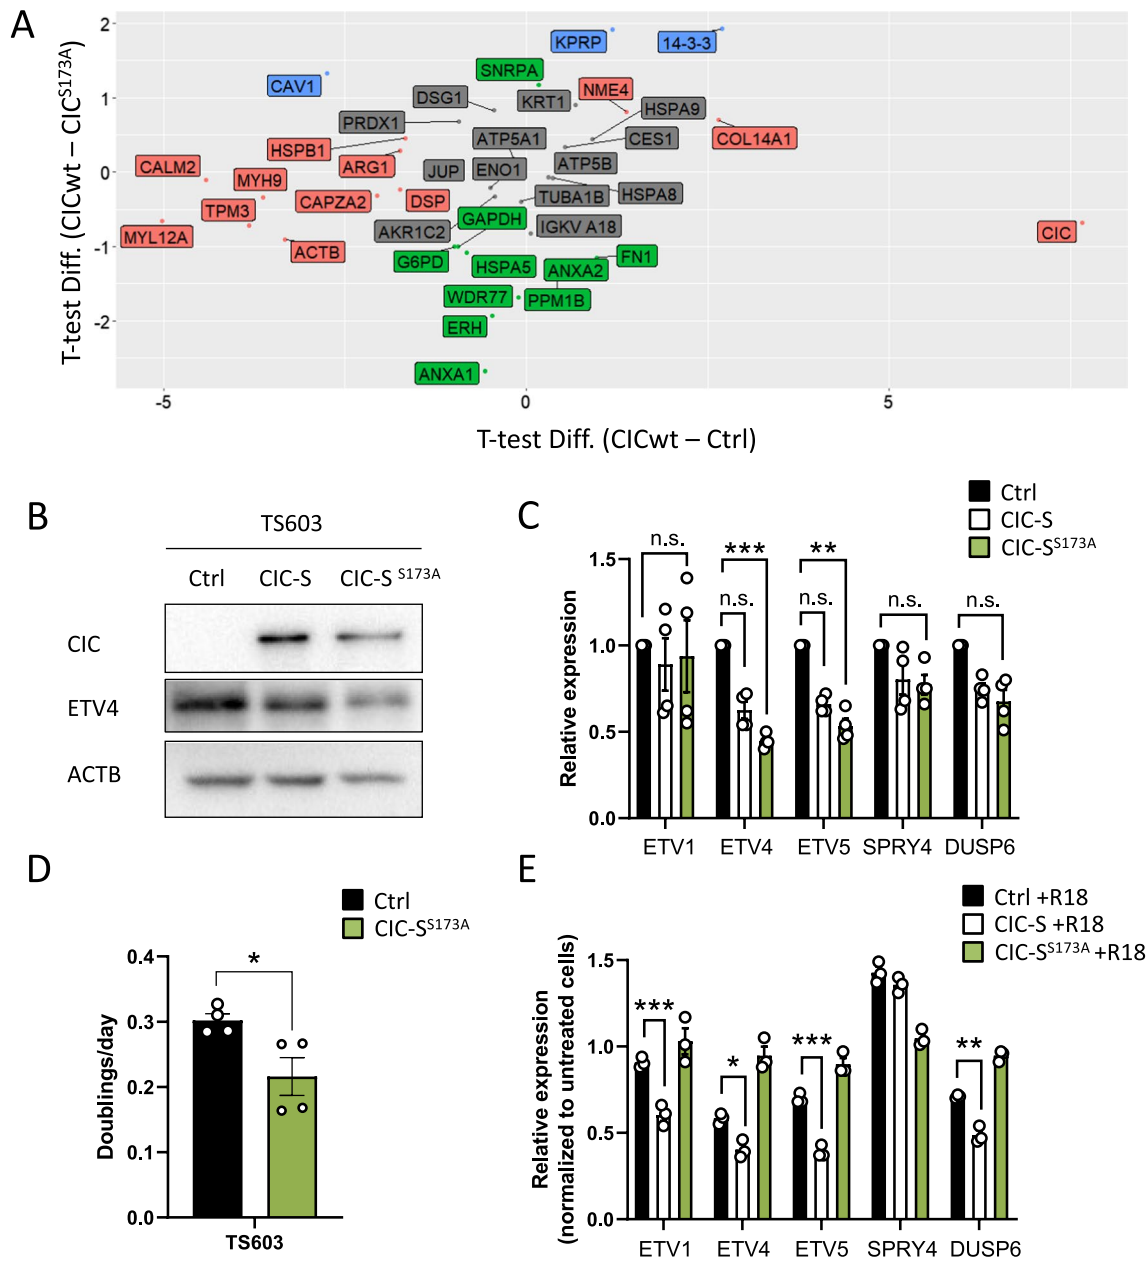 A
T-test Diff. (CICwt – CIC^S173A)
2
1
0
-1
-2
KPRP
14-3-3
SNRPA
CAV1
NME4
DSG1
KRT1
HSPA9
PRDX1
ATP5A1
CES1
COL14A1
HSPB1
ARG1
JUP
ENO1
ATP5B
CALM2
MYH9
CAPZA2
DSP
TUBA1B
HSPA8
TPM3
GAPDH
MYL12A
AKR1C2
IGKV A18
CIC
ACTB
G6PD
HSPA5
ANXA2
FN1
WDR77
PPM1B
ERH
ANXA1
-5
0
5
T-test Diff. (CICwt – Ctrl)
B
TS603
Ctrl CIC-S CIC-S S173A
CIC
ETV4
ACTB
C
Ctrl
CIC-S
CIC-S^S173A
Relative expression
1.5
1.0
0.5
0.0
n.s.
***
n.s.
**
n.s.
n.s.
n.s.
ETV1 ETV4 ETV5 SPRY4 DUSP6
D
Ctrl
CIC-S^S173A
Doublings/day
0.4
0.3
0.2
0.1
0.0
*
TS603
E
Ctrl +R18
CIC-S +R18
CIC-S^S173A +R18
Relative expression
(normalized to untreated cells)
1.5
1.0
0.5
0.0
***
*
***
**
ETV1 ETV4 ETV5 SPRY4 DUSP6